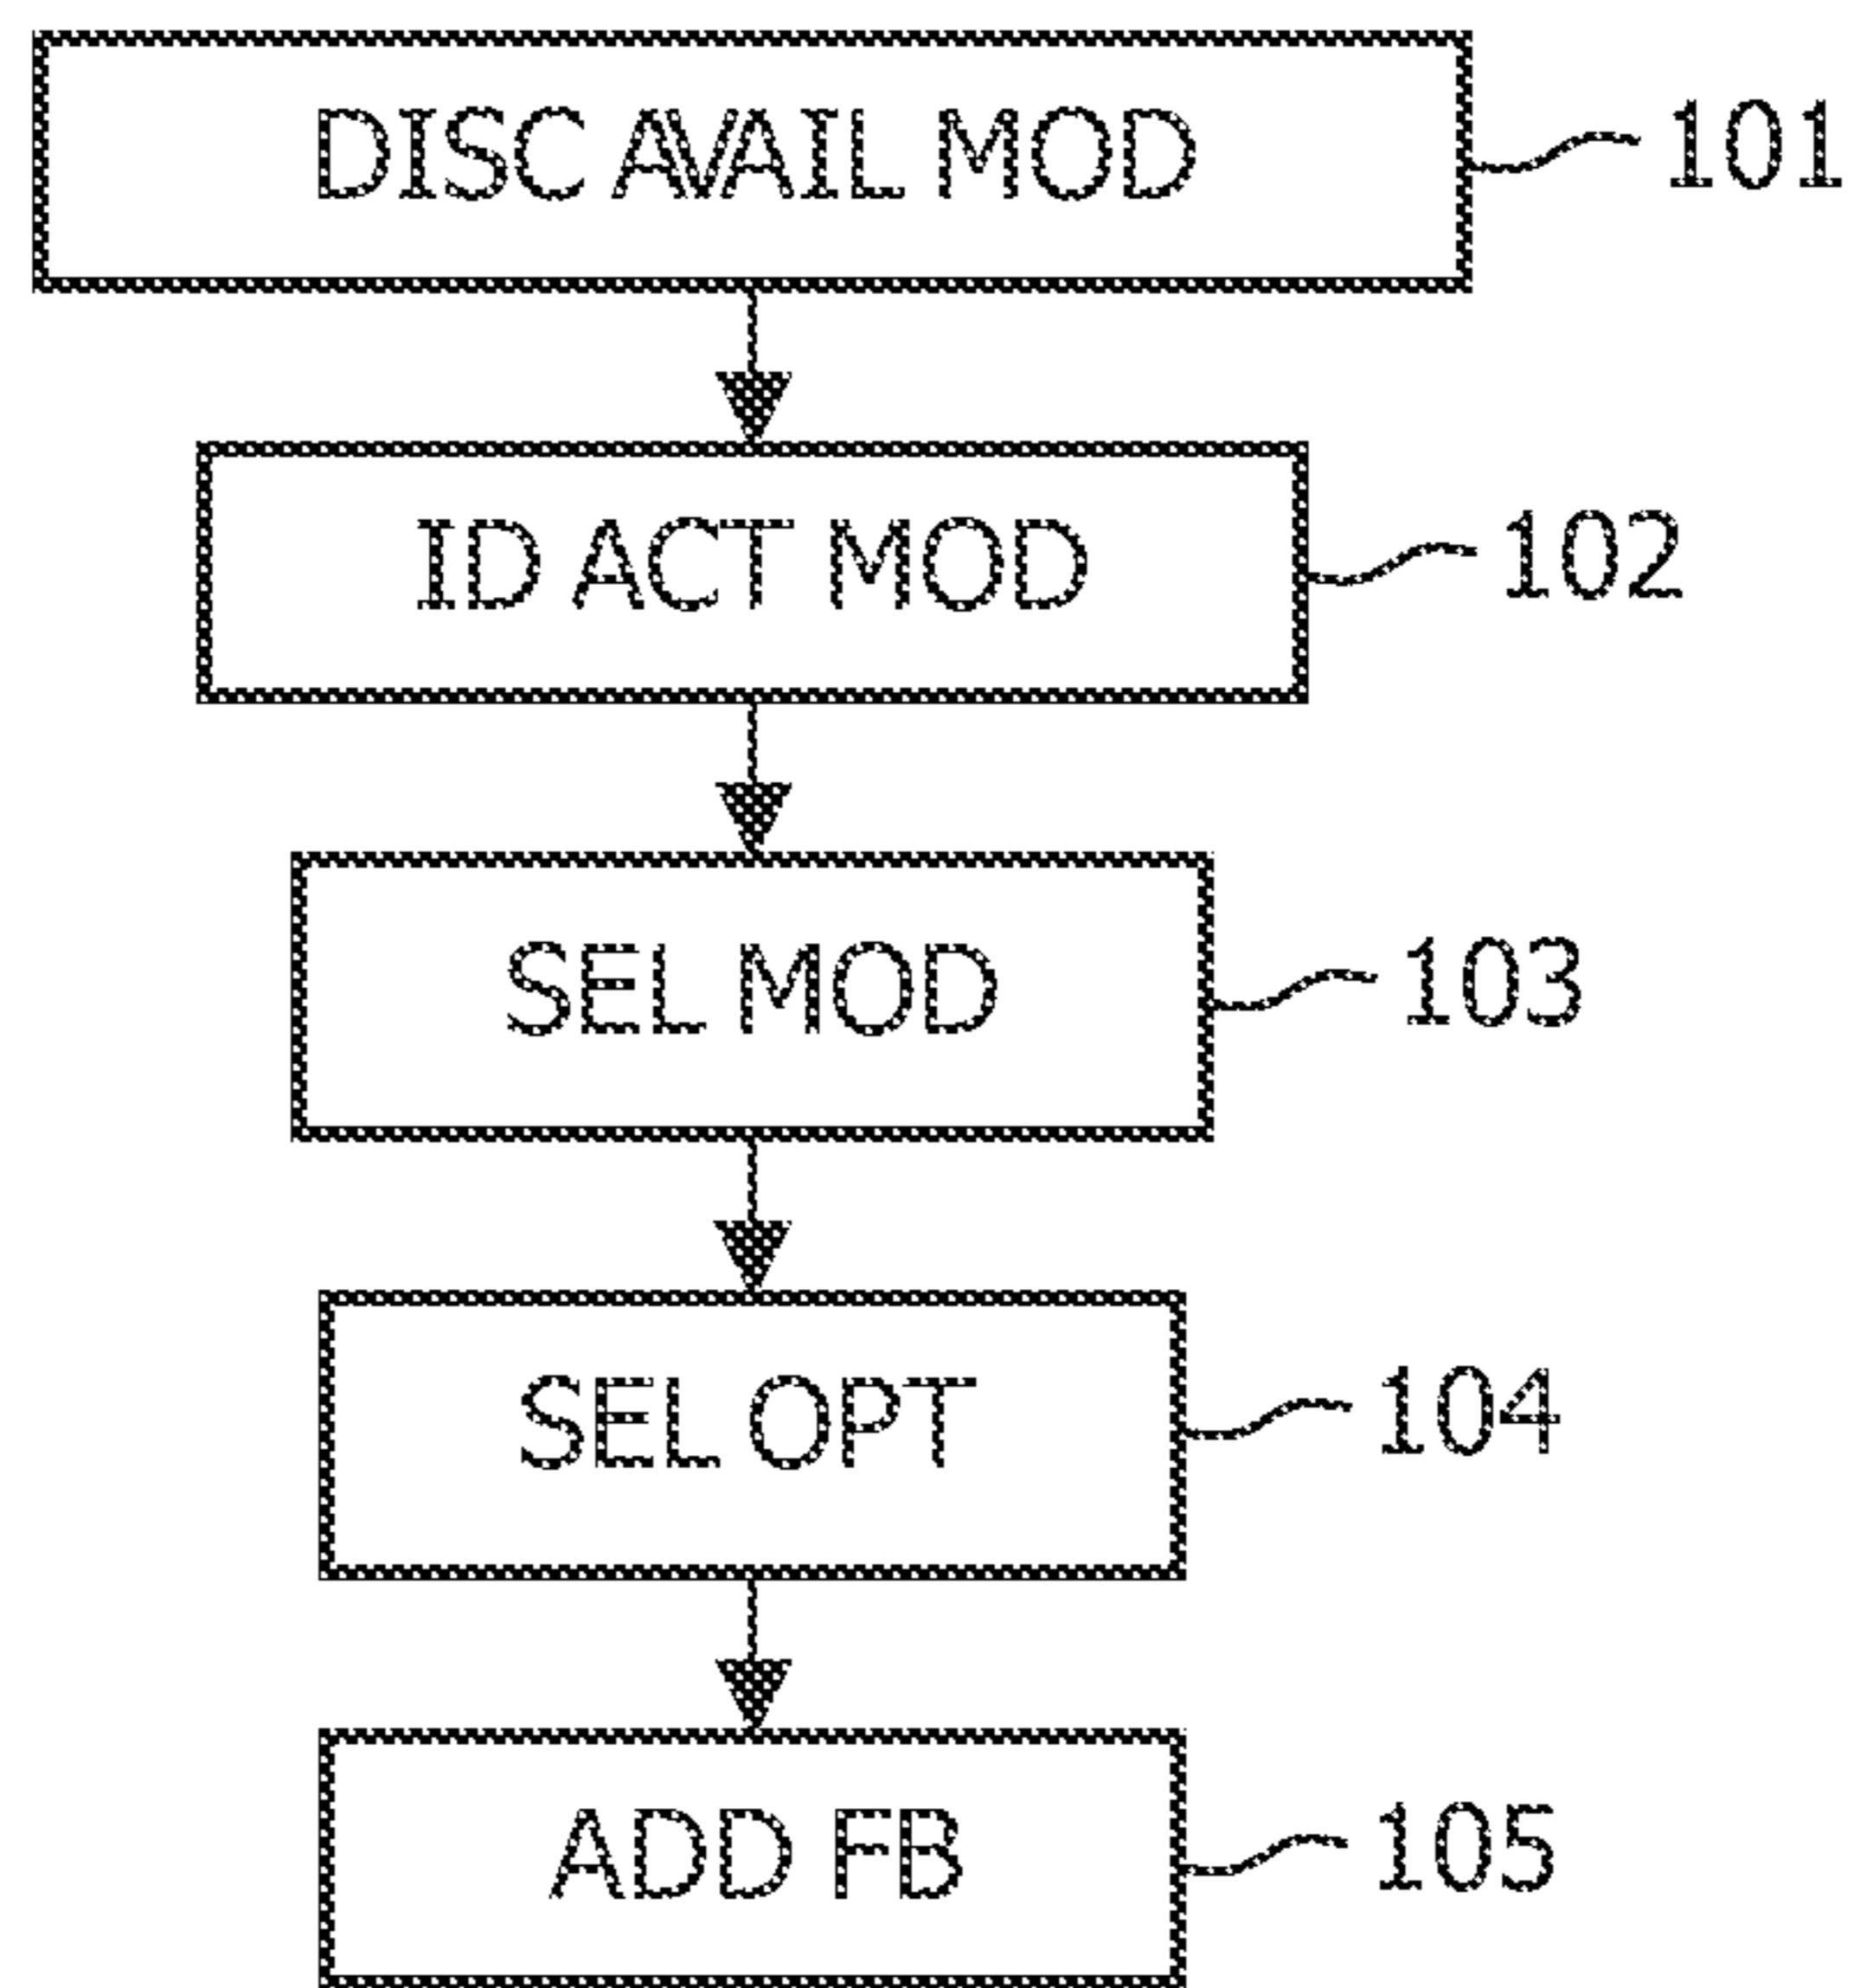 DISC AVAIL MOD 101
ID ACT MOD 102
SEL MOD 103
SEL OPT 104
ADD FB 105